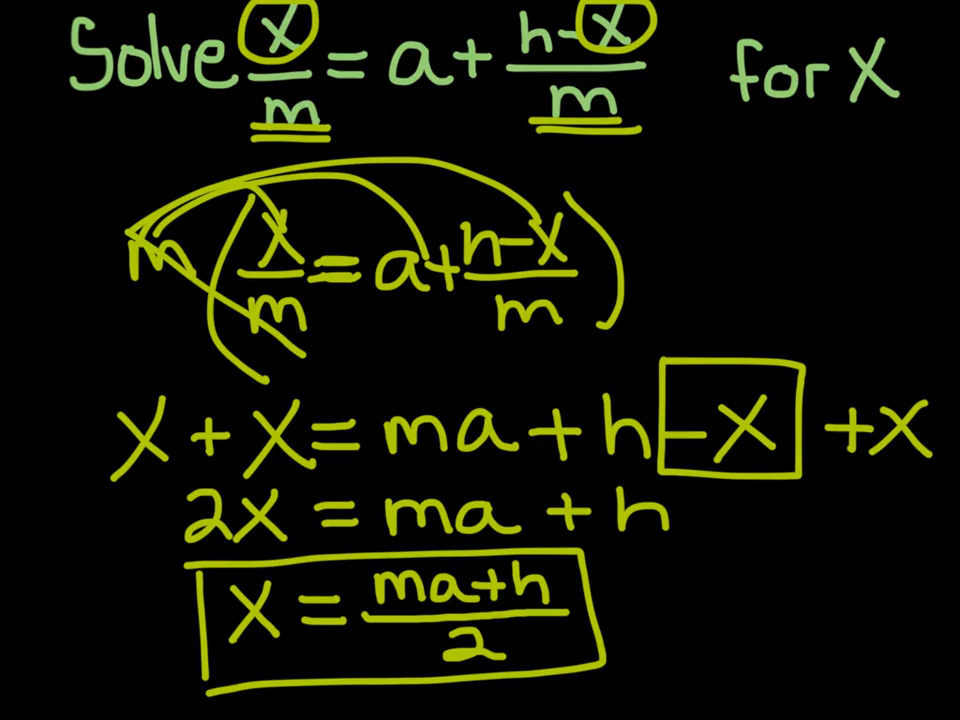 Solve x/m = a + (h-x)/m for X
m ( x/m = a + (h-x)/m )
X + X = ma + h - X + X
2X = ma + h
X = (ma+h)/2